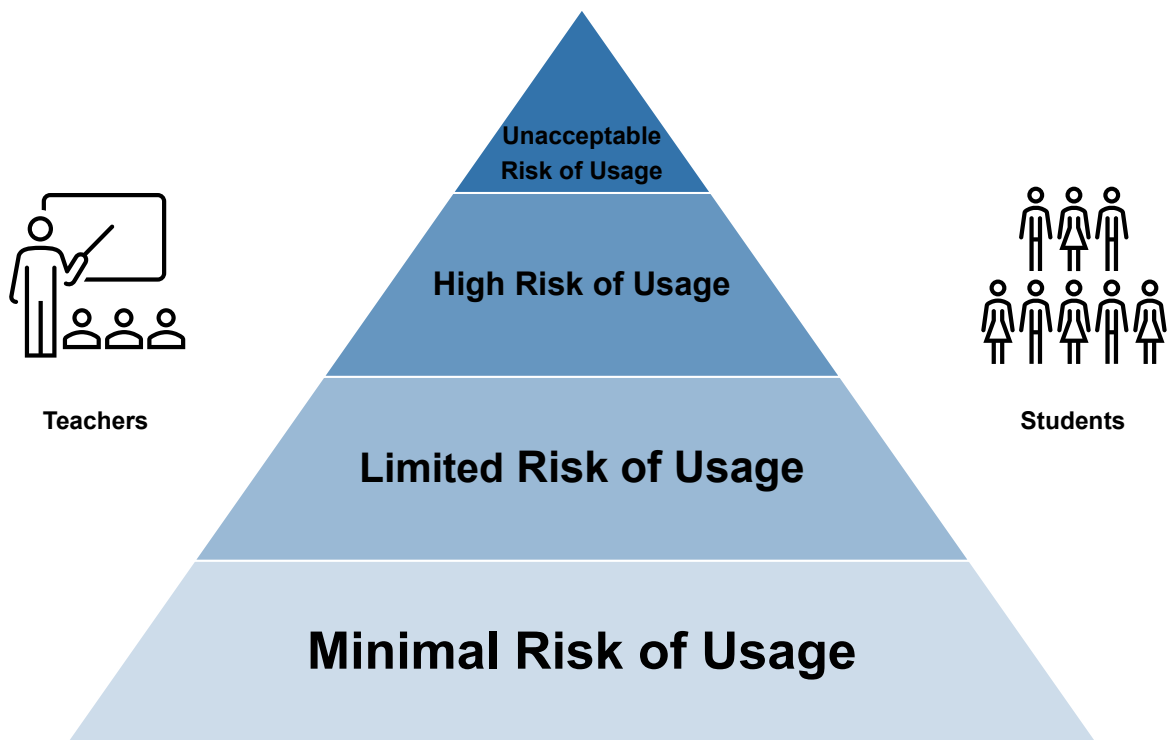 Unacceptable
Risk of Usage
High Risk of Usage
Teachers
Students
Limited Risk of Usage
Minimal Risk of Usage